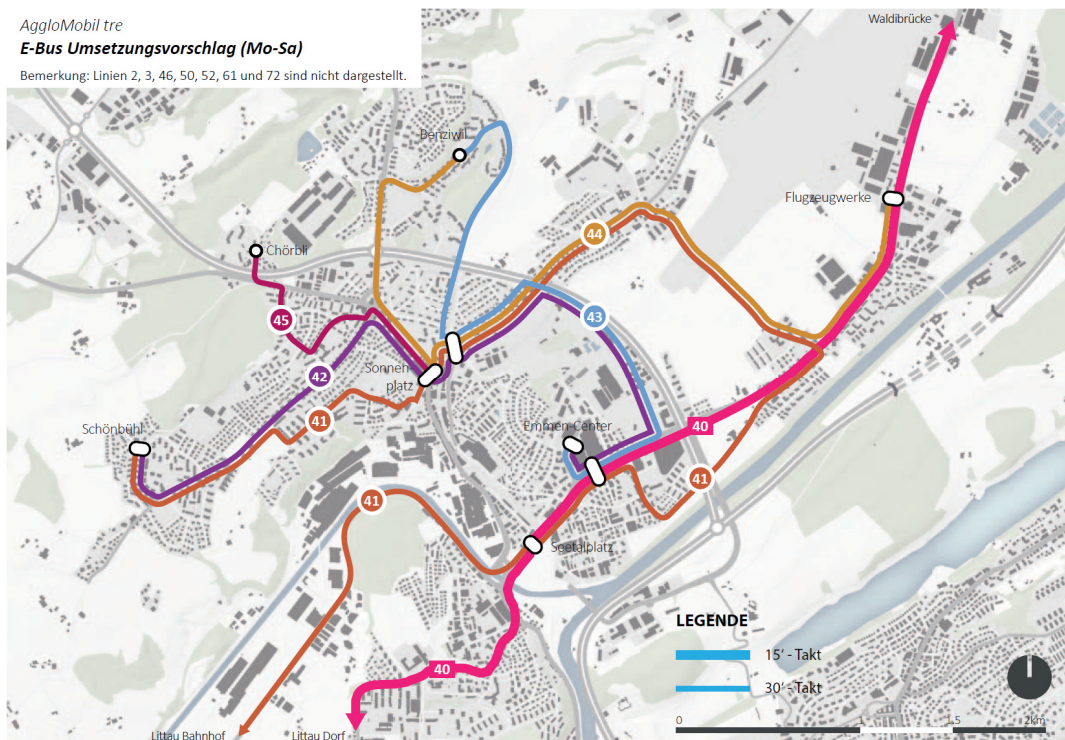 AggloMobil tre
E-Bus Umsetzungsvorschlag (Mo-Sa)
Bemerkung: Linien 2, 3, 46, 50, 52, 61 und 72 sind nicht dargestellt.
Waldibrücke
Benziwil
Flugzeugwerke
44
Chörbli
45
43
Sonnen-
platz
42
41
Schönbühl
Emmen-Center
40
41
41
Seetalplatz
LEGENDE
15' - Takt
40
30' - Takt
0
1
1.5
2km
Littau Bahnhof
Littau Dorf